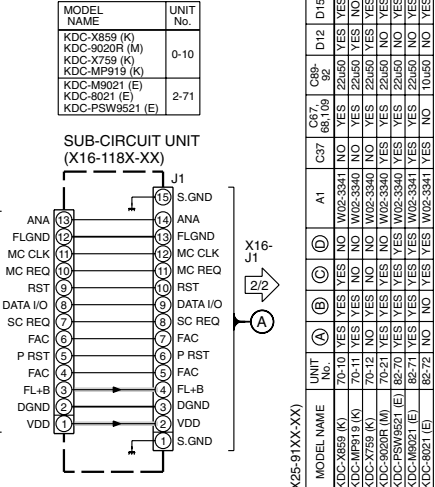 MODEL NAME UNIT No.
KDC-X859 (K)
KDC-9020R (M)
KDC-X759 (K)
KDC-MP919 (K)
0-10
KDC-M9021 (E)
KDC-8021 (E)
KDC-PSW9521 (E)
2-71
SUB-CIRCUIT UNIT
(X16-118X-XX)
J1
15 S.GND
ANA 13 14 ANA
FLGND 12 13 FLGND
MC CLK 11 12 MC CLK
MC REQ 10 11 MC REQ
RST 9 10 RST
DATA I/O 8 9 DATA I/O
SC REQ 7 8 SC REQ
FAC 6 7 FAC
P RST 5 6 P RST
FAC 4 5 FAC
FL+B 3 4 FL+B
DGND 2 3 DGND
VDD 1 2 VDD
1 S.GND
X16-
J1
2/2
A
X25-91XX-XX)
MODEL NAME UNIT No. A B C D A1 C37 C67, 68,109 C89-92 D12 D15
KDC-X859 (K) 70-10 YES YES YES NO W02-3341 NO YES 22u50 YES YES
KDC-MP919 (K) 70-11 YES YES NO NO W02-3340 NO YES 22u50 YES NO
KDC-X759 (K) 70-12 NO YES NO NO W02-3340 NO YES 22u50 YES YES
KDC-9020R (M) 70-21 YES YES YES NO W02-3340 YES YES 22u50 NO YES
KDC-PSW9521 (E) 82-70 YES YES YES YES W02-3340 YES YES 22u50 NO YES
KDC-M9021 (E) 82-71 YES YES YES YES W02-3341 YES YES 22u50 NO YES
KDC-8021 (E) 82-72 NO NO YES YES W02-3341 YES NO 10u50 NO YES